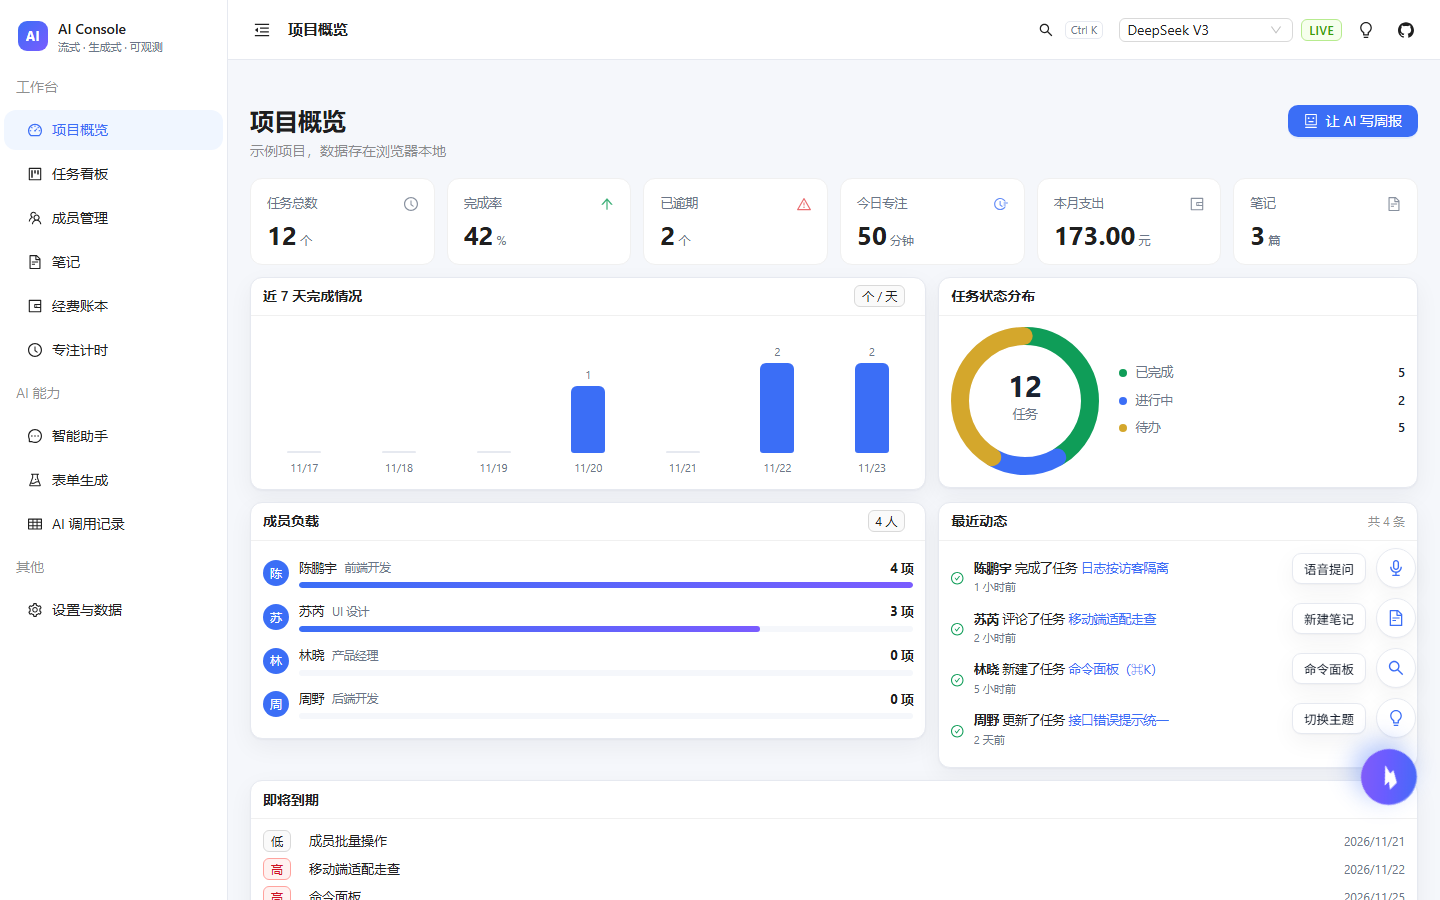 AI
AI Console
流式 · 生成式 · 可观测
工作台
项目概览
任务看板
成员管理
笔记
经费账本
专注计时
AI 能力
智能助手
表单生成
AI 调用记录
其他
设置与数据
项目概览
Ctrl K
DeepSeek V3
LIVE
项目概览
示例项目，数据存在浏览器本地
让 AI 写周报
任务总数
12 个
完成率
42 %
已逾期
2 个
今日专注
50 分钟
本月支出
173.00 元
笔记
3 篇
近 7 天完成情况
个 / 天
1
2
2
11/17
11/18
11/19
11/20
11/21
11/22
11/23
任务状态分布
12
任务
已完成 5
进行中 2
待办 5
成员负载
4 人
陈
陈鹏宇 前端开发 4 项
苏
苏芮 UI 设计 3 项
林
林晓 产品经理 0 项
周
周野 后端开发 0 项
最近动态
共 4 条
陈鹏宇 完成了任务 日志按访客隔离
1 小时前
苏芮 评论了任务 移动端适配走查
2 小时前
林晓 新建了任务 命令面板（⌘K）
5 小时前
周野 更新了任务 接口错误提示统一
2 天前
语音提问
新建笔记
命令面板
切换主题
即将到期
低 成员批量操作 2026/11/21
高 移动端适配走查 2026/11/22
高 命令面板 2026/11/25